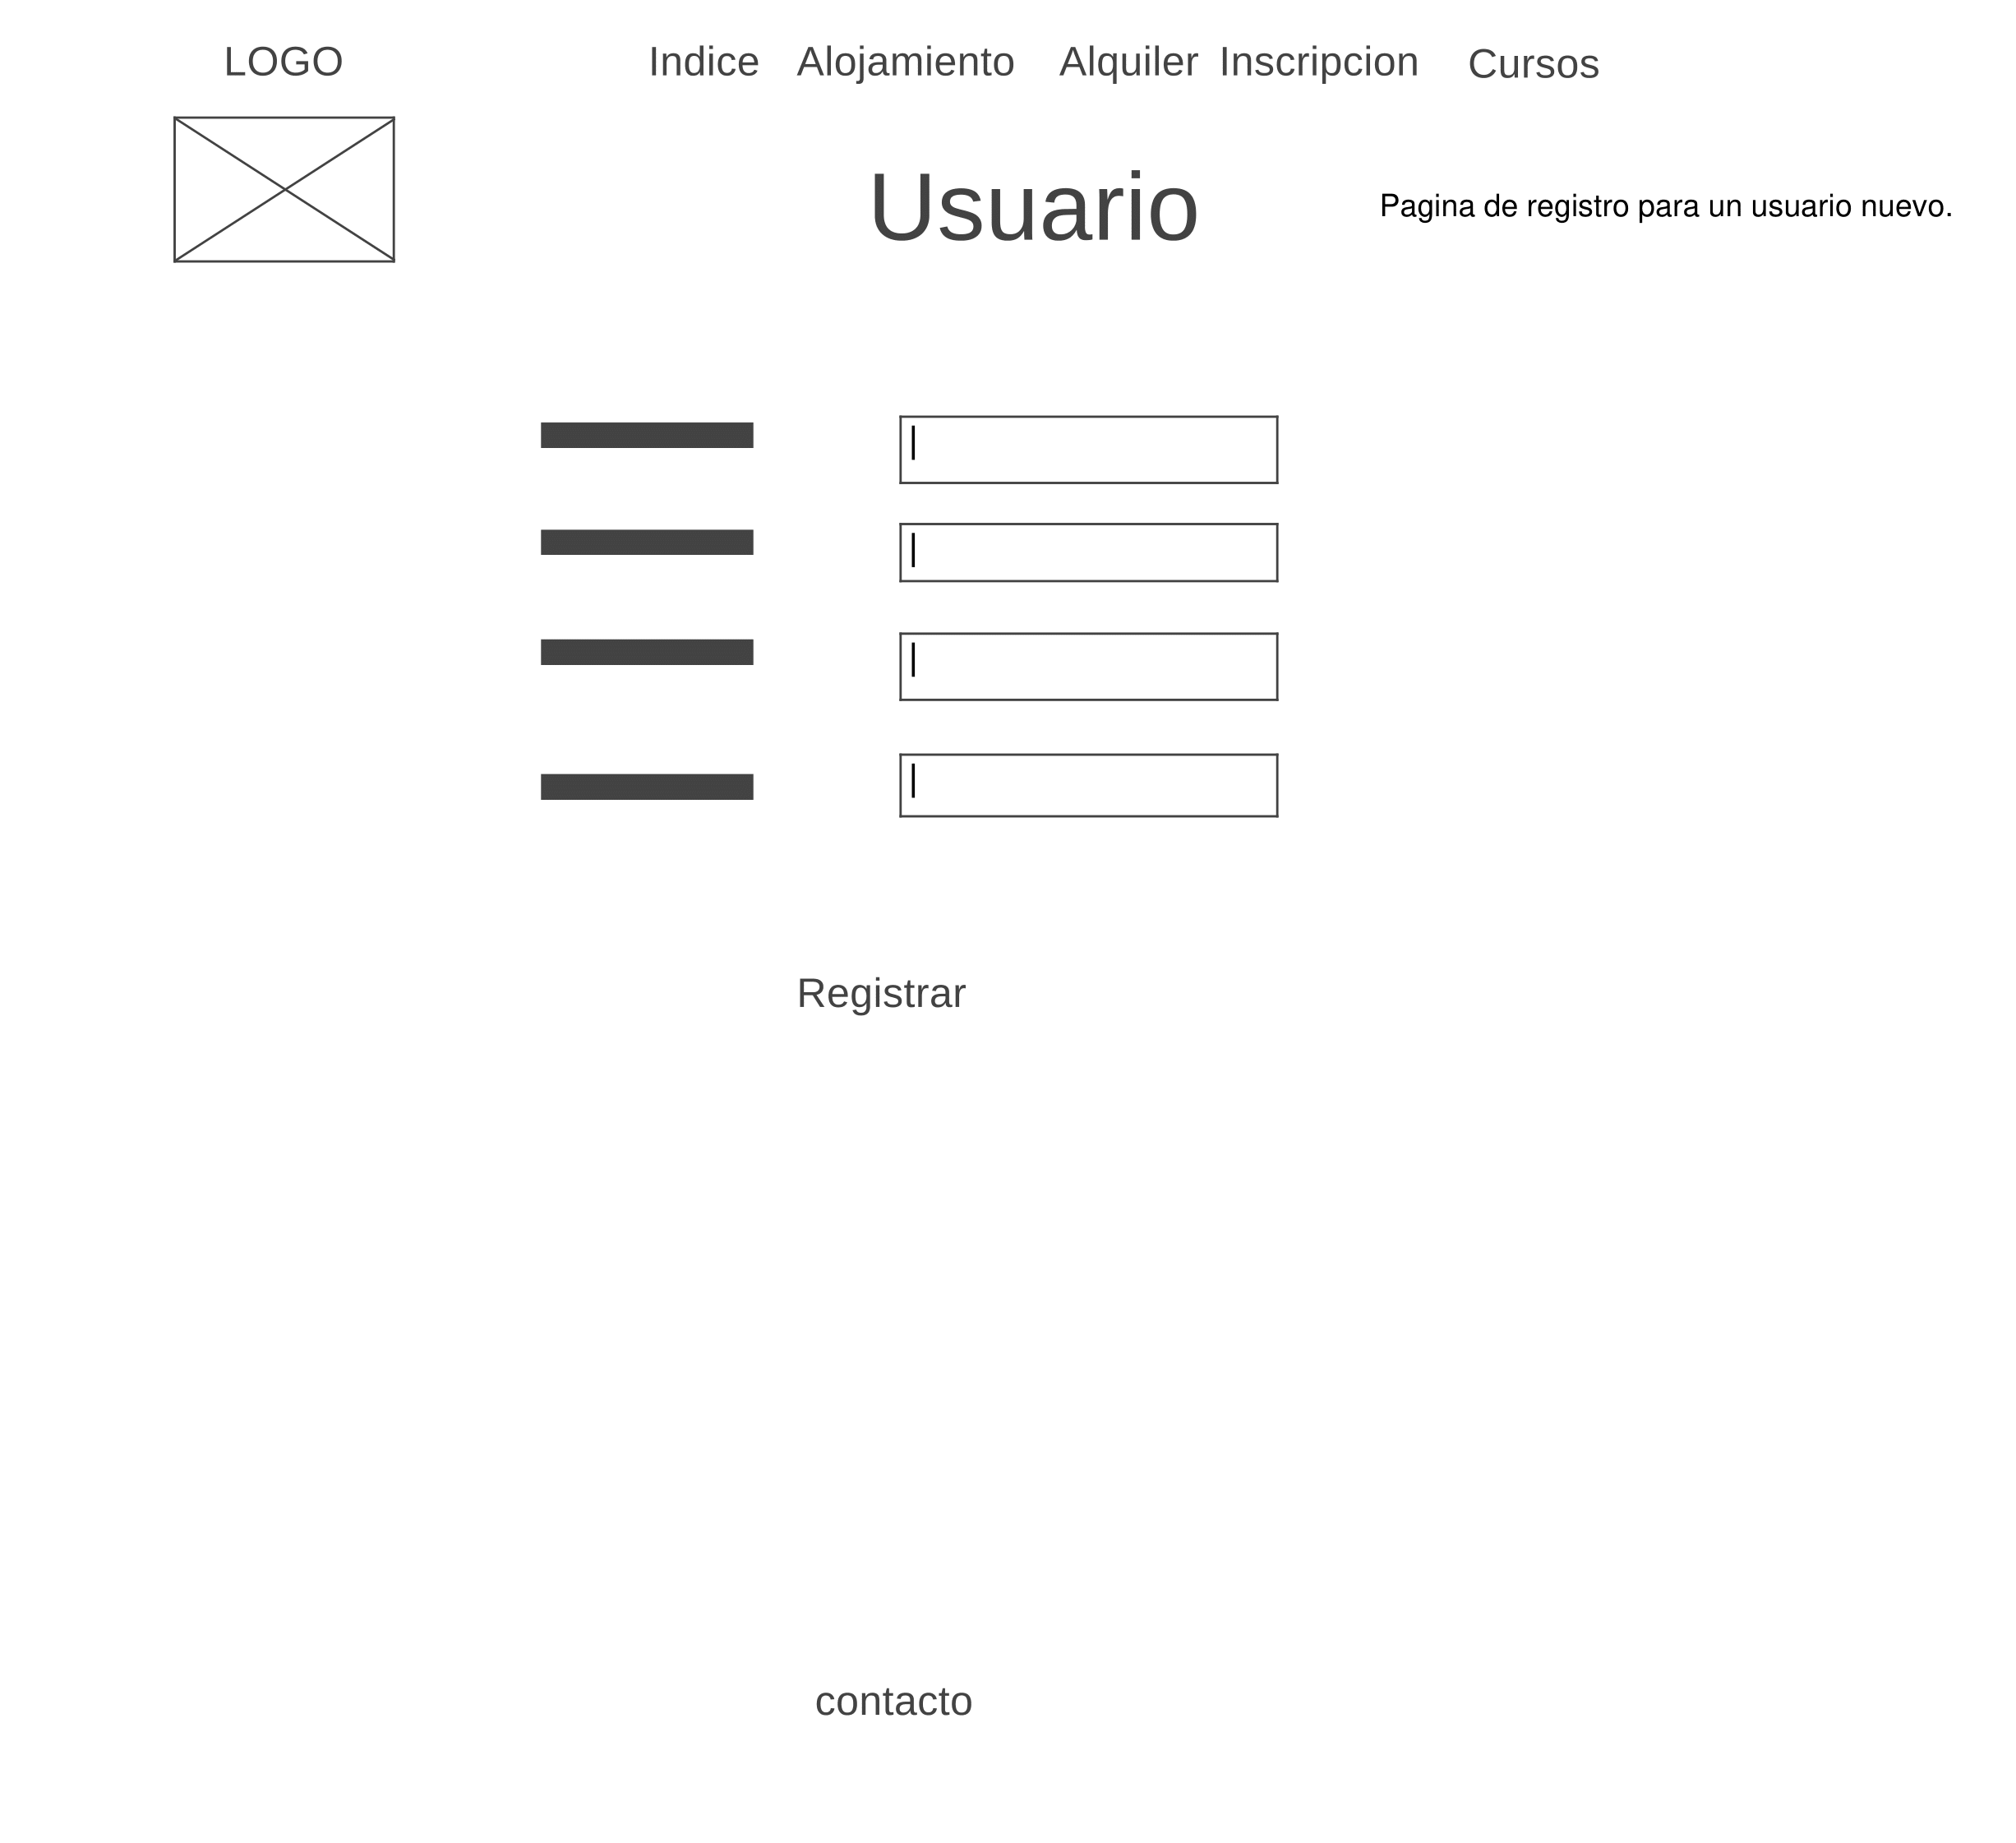 LOGO Indice Alojamiento Alquiler Inscripcion Cursos
Usuario
Pagina de registro para un usuario nuevo.
Registrar
contacto